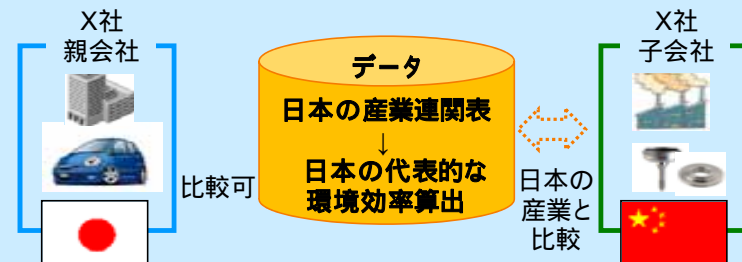 X社
親会社
比較可
データ
日本の産業連関表
↓
日本の代表的な
環境効率算出
日本の
産業と
比較
X社
子会社